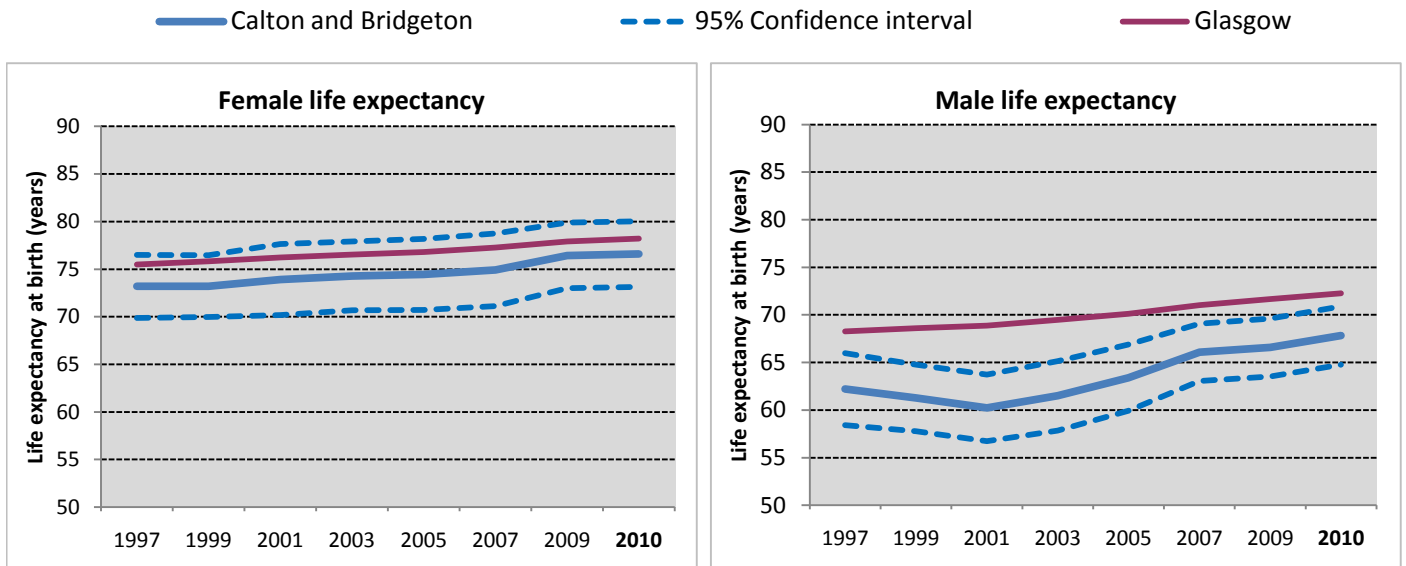 Calton and Bridgeton 95% Confidence interval Glasgow
Female life expectancy
Life expectancy at birth (years)
90
85
80
75
70
65
60
55
50
1997 1999 2001 2003 2005 2007 2009 2010
Male life expectancy
Life expectancy at birth (years)
90
85
80
75
70
65
60
55
50
1997 1999 2001 2003 2005 2007 2009 2010